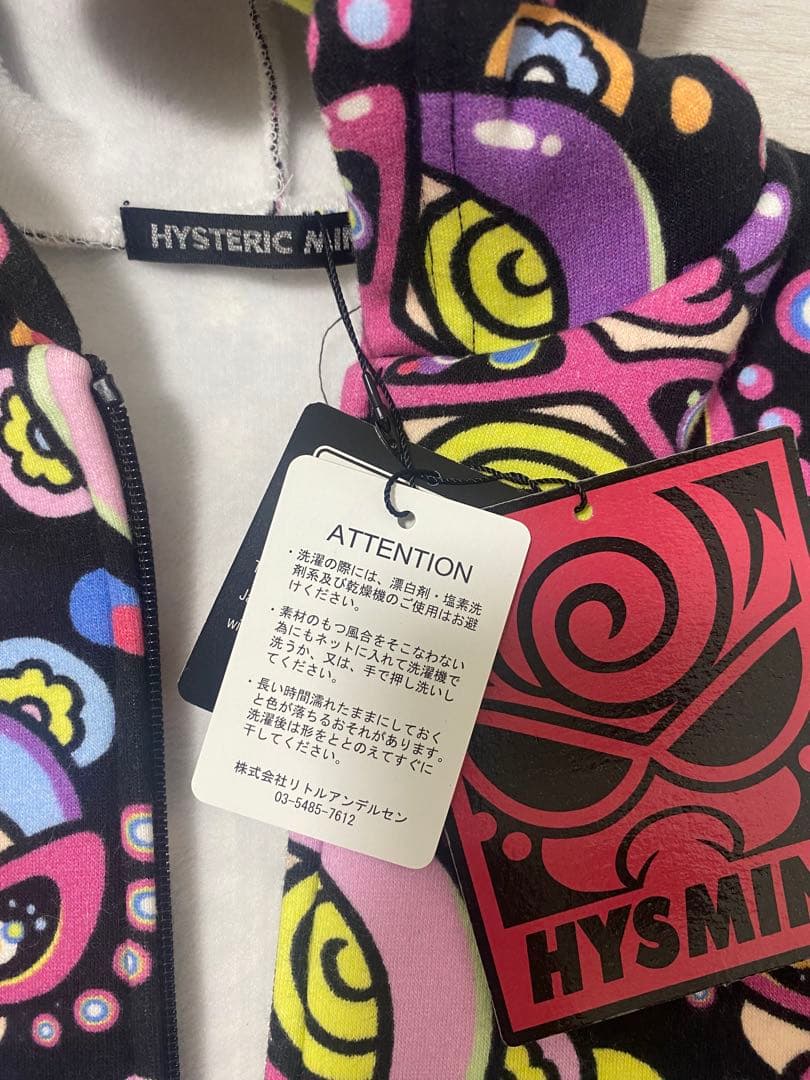 HYSTERIC MIN
ATTENTION
・洗濯の際には、漂白剤・塩素洗
剤系及び乾燥機のご使用はお避
けください。
・素材のもつ風合をそこなわない
為にもネットに入れて洗濯機で
洗うか、又は、手で押し洗いし
てください。
・長い時間濡れたままにしておく
と色が落ちるおそれがあります。
洗濯後は形をととのえてすぐに
干してください。
株式会社リトルアンデルセン
03-5485-7612
HYSMIN